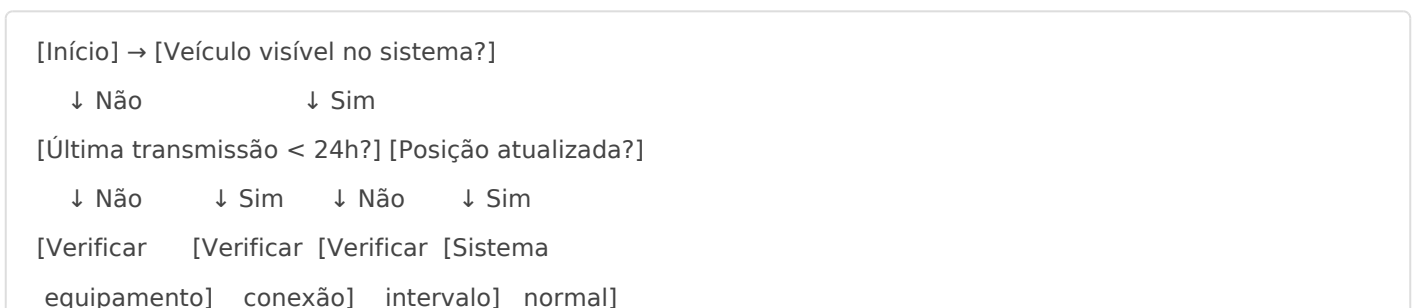 [Início] → [Veículo visível no sistema?]
↓ Não ↓ Sim
[Última transmissão < 24h?] [Posição atualizada?]
↓ Não ↓ Sim ↓ Não ↓ Sim
[Verificar [Verificar [Verificar [Sistema
equipamento] conexão] intervalo] normal]